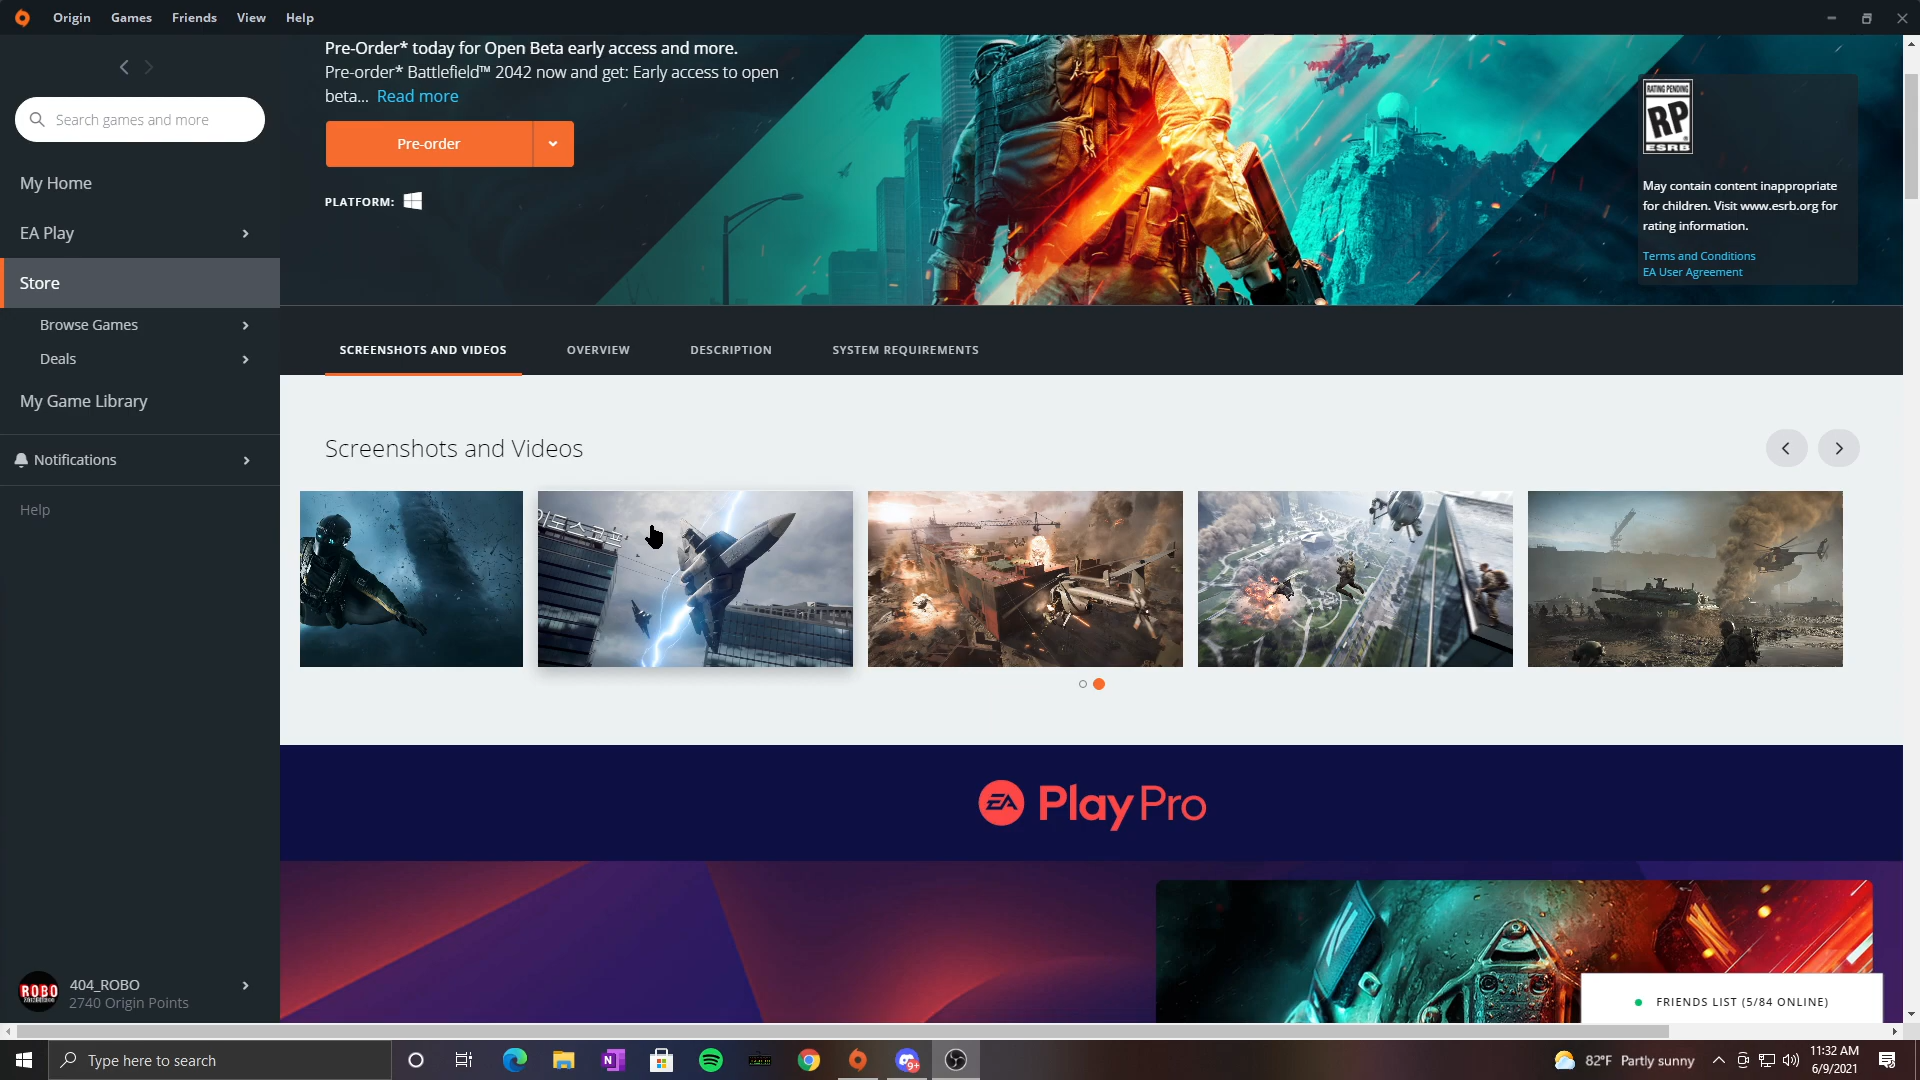 Origin Games Friends View Help
Pre-Order* today for Open Beta early access and more.
Pre-order* Battlefield™ 2042 now and get: Early access to open
beta... Read more
Pre-order
PLATFORM:
RATING PENDING
RP
ESRB
May contain content inappropriate
for children. Visit www.esrb.org for
rating information.
Terms and Conditions
EA User Agreement
Search games and more
My Home
EA Play
Store
Browse Games
Deals
My Game Library
Notifications
Help
404_ROBO
2740 Origin Points
ROBO
SCREENSHOTS AND VIDEOS OVERVIEW DESCRIPTION SYSTEM REQUIREMENTS
Screenshots and Videos
EA Play Pro
FRIENDS LIST (5/84 ONLINE)
Type here to search
N
9+
82°F Partly sunny
11:32 AM
6/9/2021